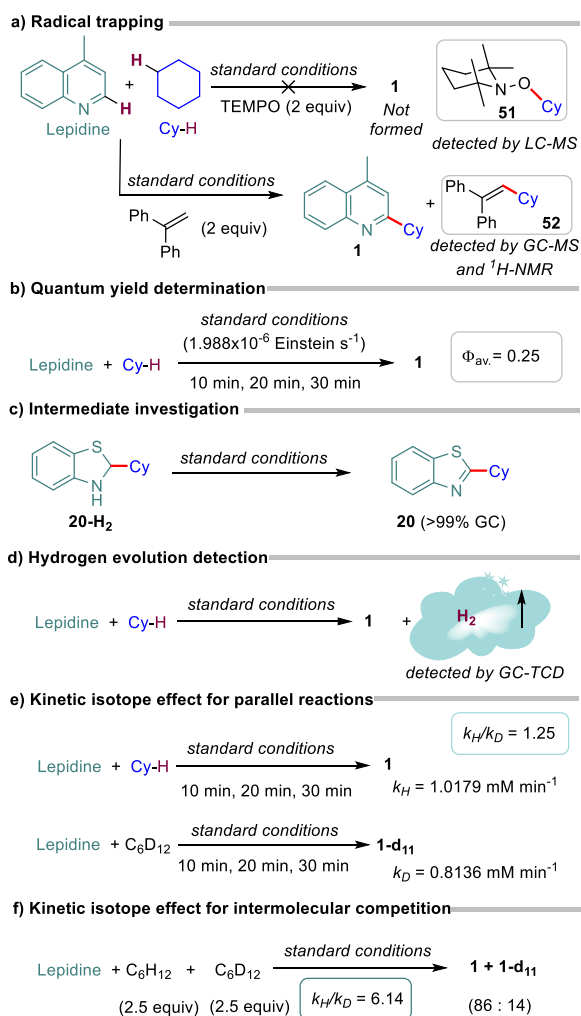 a) Radical trapping
H
N
H
+
H
standard conditions
TEMPO (2 equiv)
1
Not
formed
N
O
Cy
51
Lepidine
Cy-H
detected by LC-MS
standard conditions
Ph
Ph
(2 equiv)
N
Cy
1
+
Ph
Ph
Cy
52
detected by GC-MS
and ¹H-NMR
b) Quantum yield determination
standard conditions
(1.988x10⁻⁶ Einstein s⁻¹)
Lepidine + Cy-H
1
Φav. = 0.25
10 min, 20 min, 30 min
c) Intermediate investigation
S
Cy
N
H
20-H₂
standard conditions
S
Cy
N
20 (>99% GC)
d) Hydrogen evolution detection
Lepidine + Cy-H
standard conditions
1 +
H₂
detected by GC-TCD
e) Kinetic isotope effect for parallel reactions
kH/kD = 1.25
Lepidine + Cy-H
standard conditions
10 min, 20 min, 30 min
1
kH = 1.0179 mM min⁻¹
Lepidine + C₆D₁₂
standard conditions
10 min, 20 min, 30 min
1-d₁₁
kD = 0.8136 mM min⁻¹
f) Kinetic isotope effect for intermolecular competition
Lepidine + C₆H₁₂ + C₆D₁₂
standard conditions
1 + 1-d₁₁
(2.5 equiv) (2.5 equiv)
kH/kD = 6.14
(86 : 14)